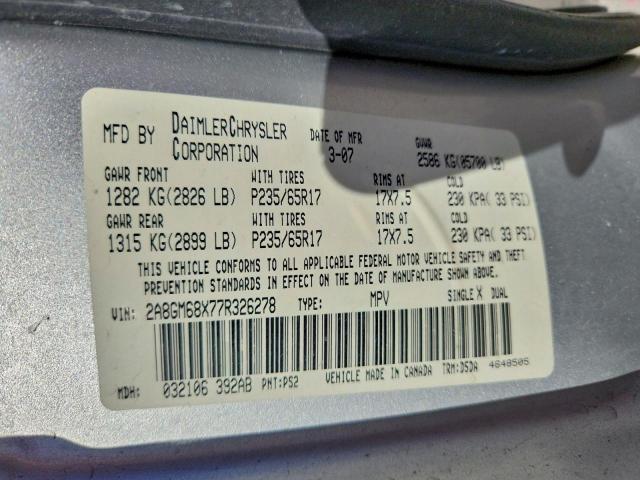 MFD BY DAIMLERCHRYSLER CORPORATION DATE OF MFR 3-07 GVWR 2586 KG(05700 LB)
GAWR FRONT WITH TIRES RIMS AT COLD
1282 KG(2826 LB) P235/65R17 17X7.5 230 KPA( 33 PSI)
GAWR REAR WITH TIRES RIMS AT COLD
1315 KG(2899 LB) P235/65R17 17X7.5 230 KPA( 33 PSI)
THIS VEHICLE CONFORMS TO ALL APPLICABLE FEDERAL MOTOR VEHICLE SAFETY AND THEFT
PREVENTION STANDARDS IN EFFECT ON THE DATE OF MANUFACTURE SHOWN ABOVE.
VIN: 2A8GM68X77R326278 TYPE: MPV SINGLE X DUAL
MDH: 032106 392AB PNT:PS2 VEHICLE MADE IN CANADA TRM:D5DA 4648505